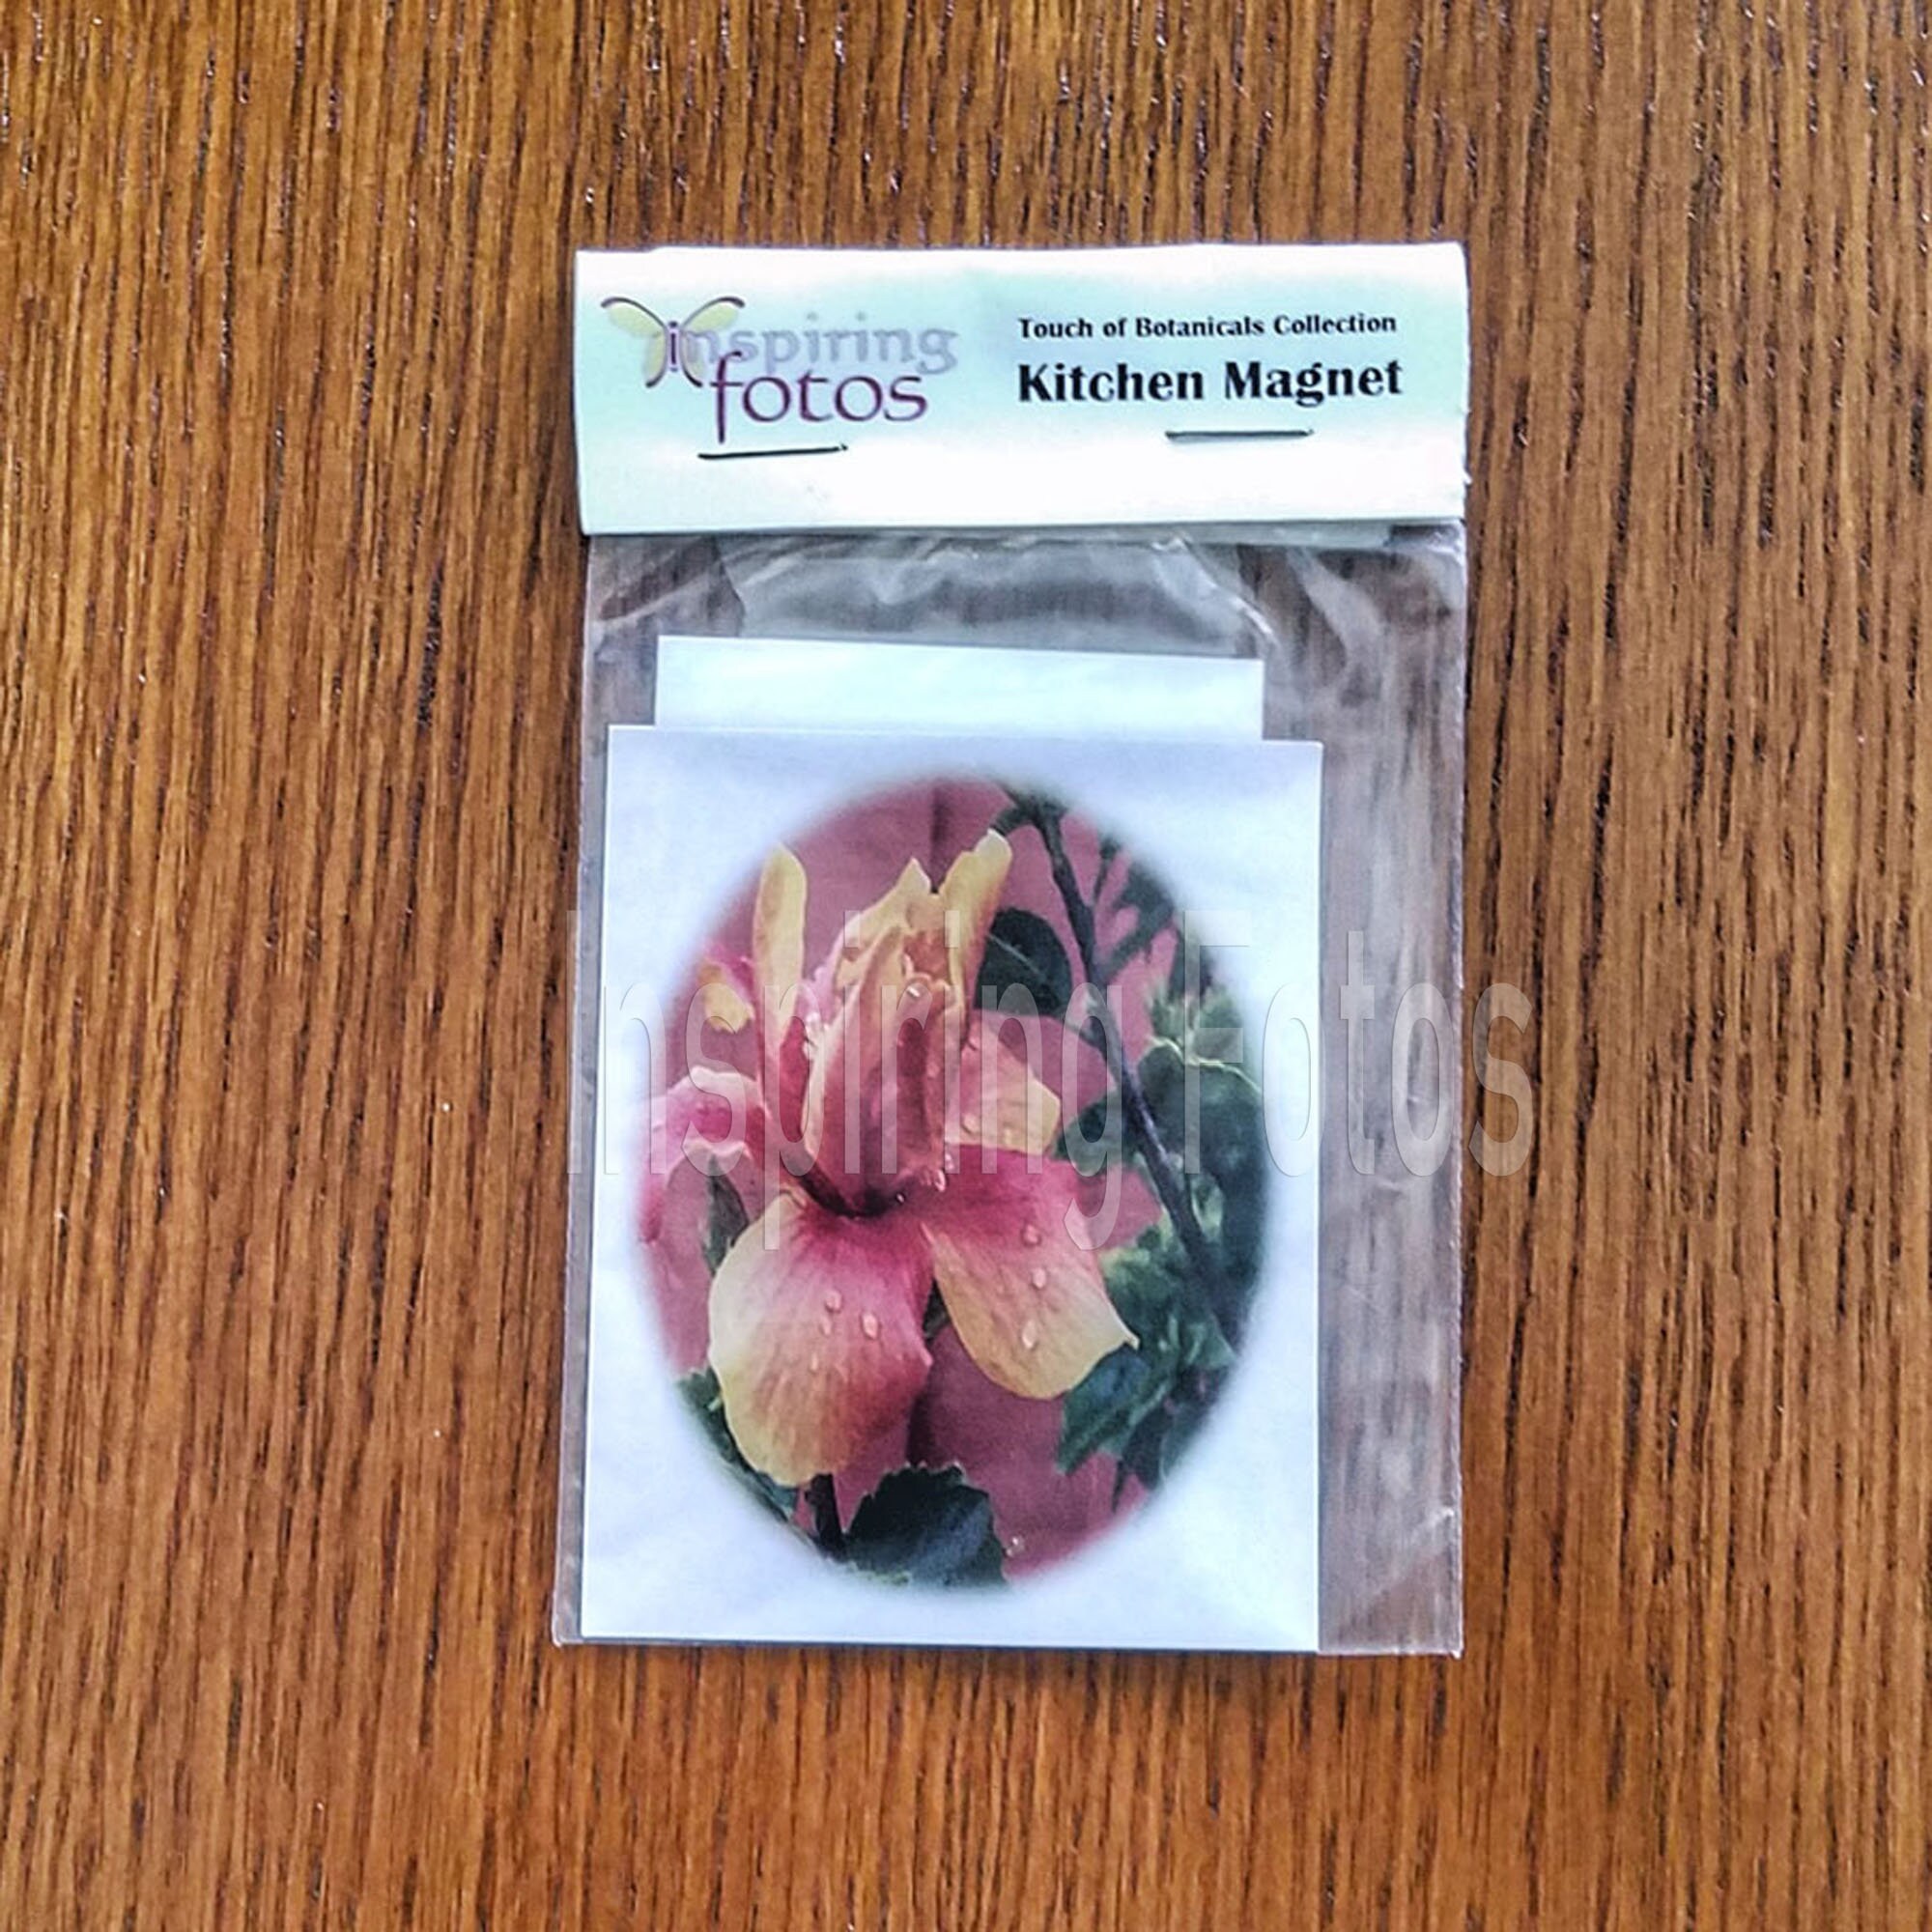 inspiring
fotos
Touch of Botanicals Collection
Kitchen Magnet
Inspiring Fotos